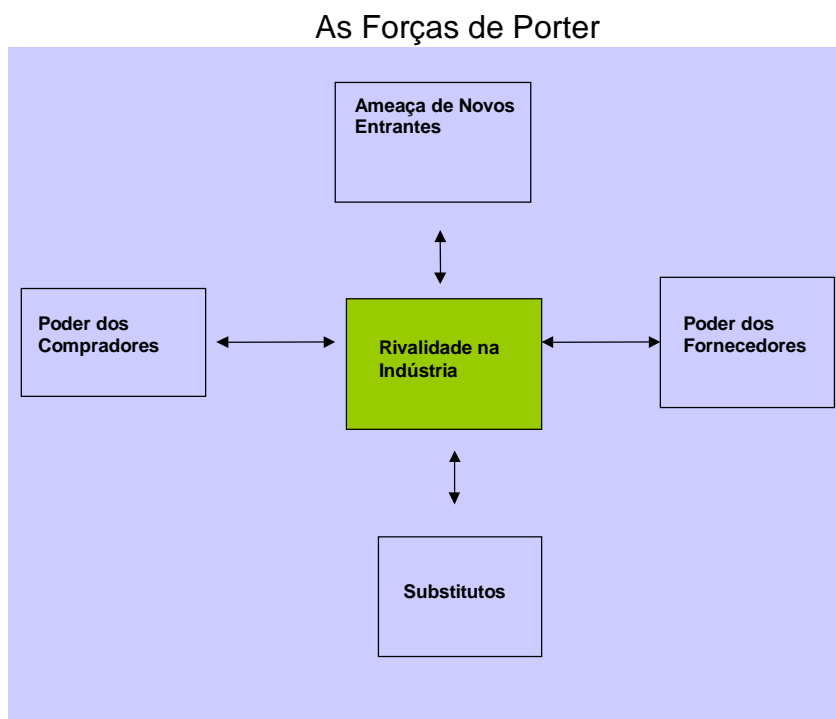 As Forças de Porter
Ameaça de Novos
Entrantes
Poder dos
Compradores
Rivalidade na
Indústria
Poder dos
Fornecedores
Substitutos